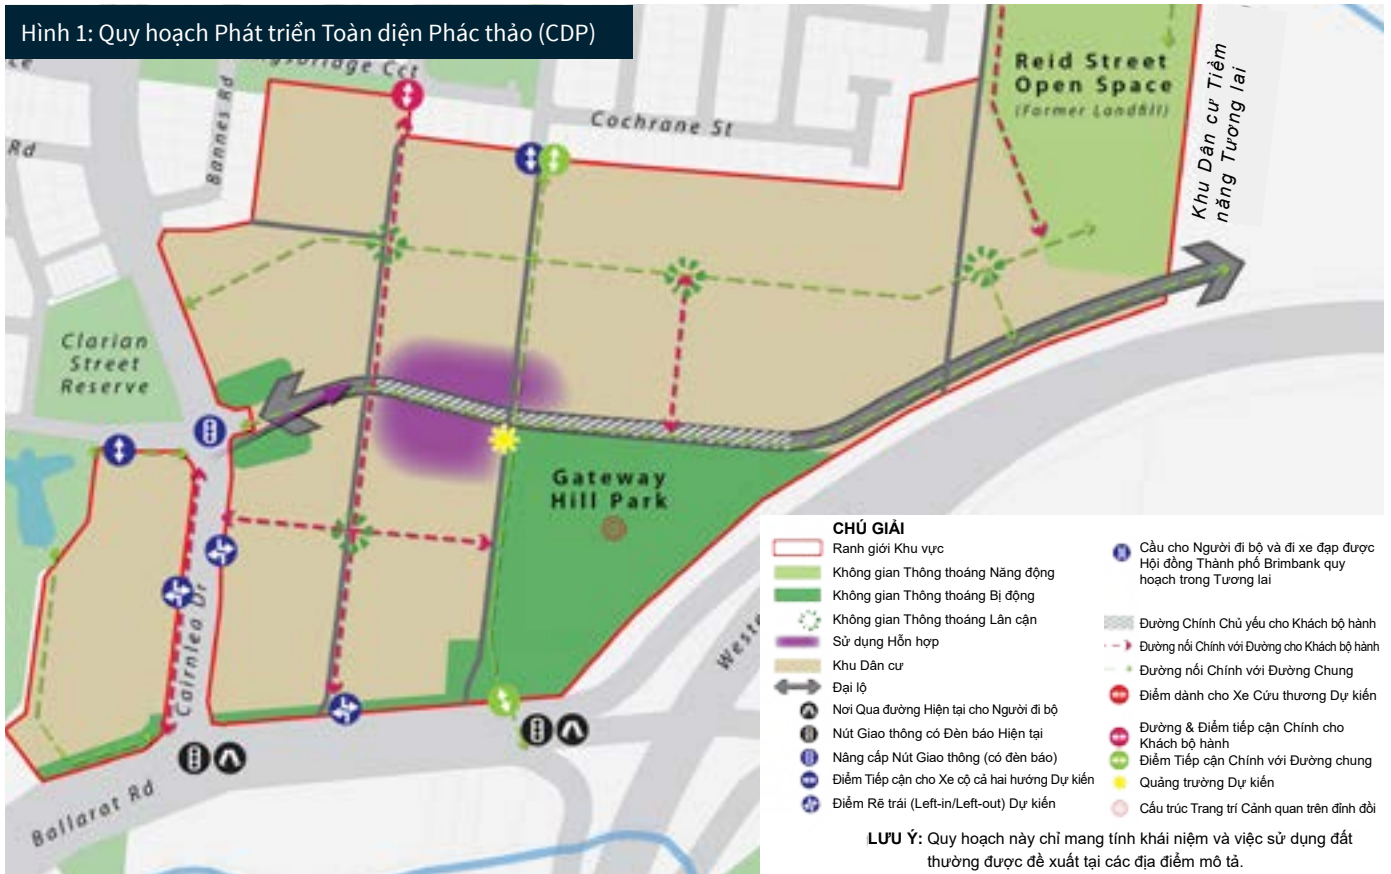 Hình 1: Quy hoạch Phát triển Toàn diện Phác thảo (CDP)
Cct
Bannes Rd
Rd
Cochrane St
Reid Street
Open Space
(Former Landfill)
Khu Dân cư Tiềm
năng Tương lai
Clarian
Street
Reserve
Gateway
Hill Park
Cairnlea Dr
Ballarat Rd
CHÚ GIẢI
Ranh giới Khu vực
Không gian Thông thoáng Năng động
Không gian Thông thoáng Bị động
Không gian Thông thoáng Lân cận
Sử dụng Hỗn hợp
Khu Dân cư
Đại lộ
Nơi Qua đường Hiện tại cho Người đi bộ
Nút Giao thông có Đèn báo Hiện tại
Nâng cấp Nút Giao thông (có đèn báo)
Điểm Tiếp cận cho Xe cộ cả hai hướng Dự kiến
Điểm Rẽ trái (Left-in/Left-out) Dự kiến
Cầu cho Người đi bộ và đi xe đạp được
Hội đồng Thành phố Brimbank quy
hoạch trong Tương lai
Đường Chính Chủ yếu cho Khách bộ hành
Đường nối Chính với Đường cho Khách bộ hành
Đường nối Chính với Đường Chung
Điểm dành cho Xe Cứu thương Dự kiến
Đường & Điểm tiếp cận Chính cho
Khách bộ hành
Điểm Tiếp cận Chính với Đường chung
Quảng trường Dự kiến
Cấu trúc Trang trí Cảnh quan trên đỉnh đồi
LƯU Ý: Quy hoạch này chỉ mang tính khái niệm và việc sử dụng đất
thường được đề xuất tại các địa điểm mô tả.